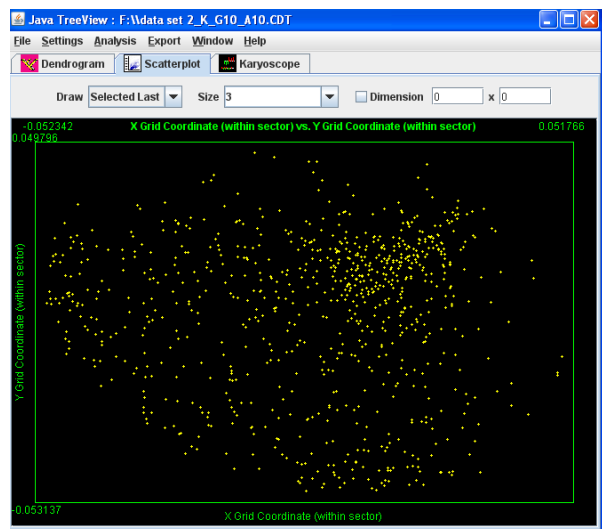 Java TreeView : F:\\data set 2_K_G10_A10.CDT
File Settings Analysis Export Window Help
Dendrogram Scatterplot Karyoscope
Draw Selected Last Size 3 Dimension 0 x 0
-0.052342 X Grid Coordinate (within sector) vs. Y Grid Coordinate (within sector) 0.051766
0.049796
Y Grid Coordinate (within sector)
-0.053137
X Grid Coordinate (within sector)